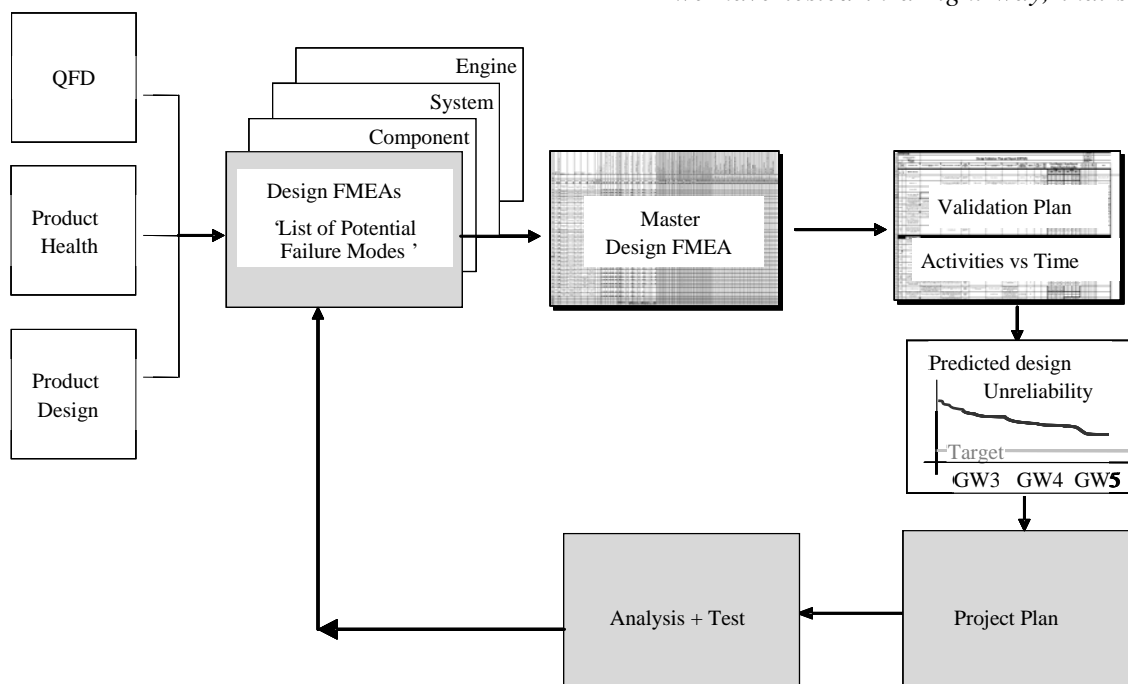 QFD
Product
Health
Product
Design
Engine
System
Component
Design FMEAs
‘List of Potential
Failure Modes ’
Master
Design FMEA
Validation Plan
Activities vs Time
Predicted design
Unreliability
Target
GW3 GW4 GW5
Project Plan
Analysis + Test